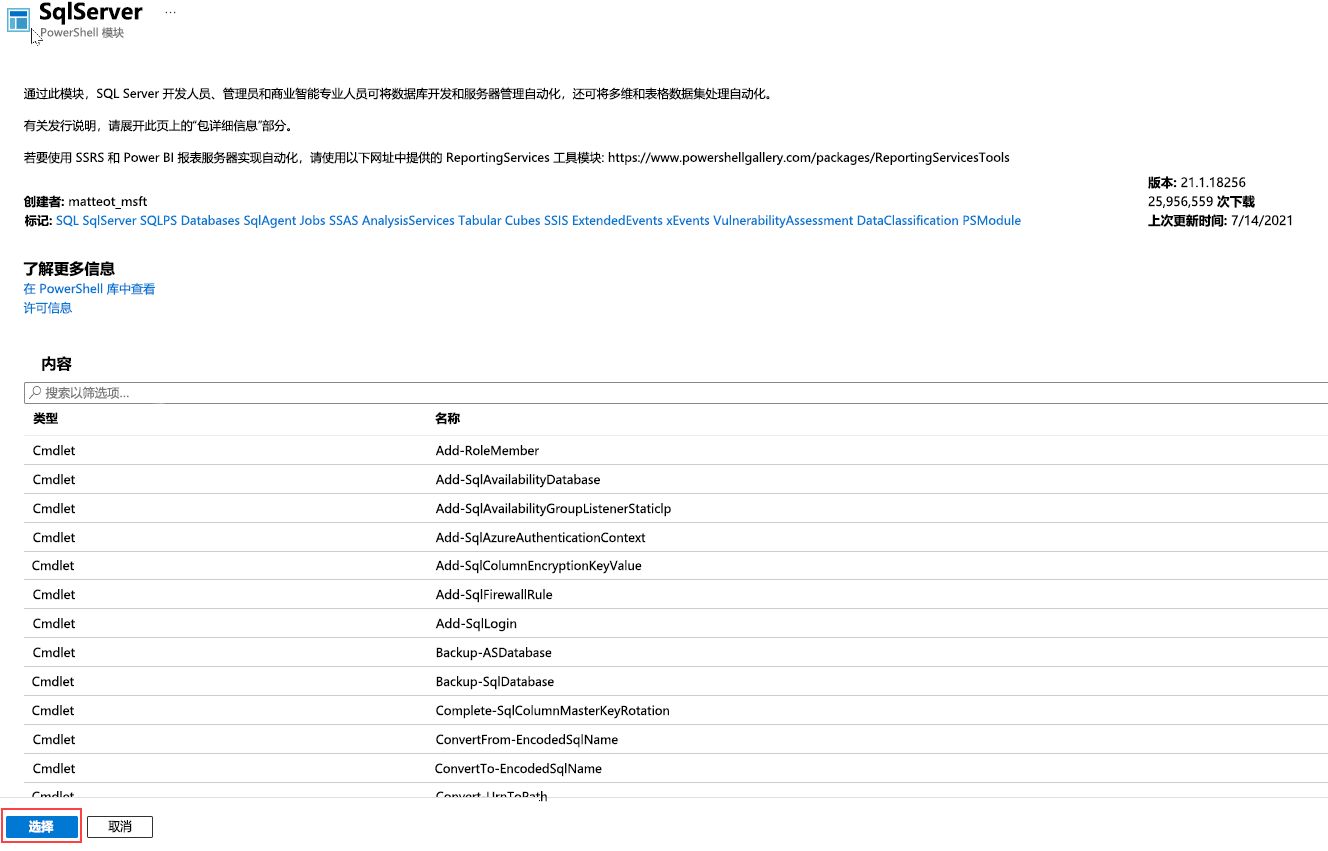 SqlServer
...
PowerShell 模块
通过此模块，SQL Server 开发人员、管理员和商业智能专业人员可将数据库开发和服务器管理自动化，还可将多维和表格数据集处理自动化。
有关发行说明，请展开此页上的“包详细信息”部分。
若要使用 SSRS 和 Power BI 报表服务器实现自动化，请使用以下网址中提供的 ReportingServices 工具模块: https://www.powershellgallery.com/packages/ReportingServicesTools
版本: 21.1.18256
创建者: matteot_msft
25,956,559 次下载
标记: SQL SqlServer SQLPS Databases SqlAgent Jobs SSAS AnalysisServices Tabular Cubes SSIS ExtendedEvents xEvents VulnerabilityAssessment DataClassification PSModule
上次更新时间: 7/14/2021
了解更多信息
在 PowerShell 库中查看
许可信息
内容
搜索以筛选项...
类型 名称
Cmdlet Add-RoleMember
Cmdlet Add-SqlAvailabilityDatabase
Cmdlet Add-SqlAvailabilityGroupListenerStaticIp
Cmdlet Add-SqlAzureAuthenticationContext
Cmdlet Add-SqlColumnEncryptionKeyValue
Cmdlet Add-SqlFirewallRule
Cmdlet Add-SqlLogin
Cmdlet Backup-ASDatabase
Cmdlet Backup-SqlDatabase
Cmdlet Complete-SqlColumnMasterKeyRotation
Cmdlet ConvertFrom-EncodedSqlName
Cmdlet ConvertTo-EncodedSqlName
Cmdlet Convert-UrnToPath
选择 取消